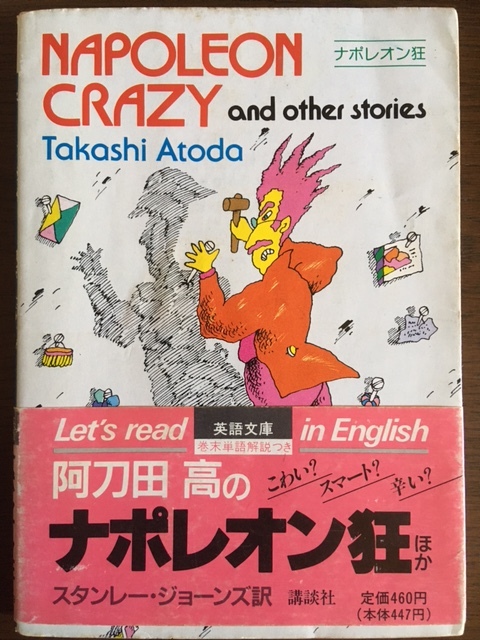 NAPOLEON
ナポレオン狂
CRAZY and other stories
Takashi Atoda
Let's read 英語文庫 in English
巻末単語解説つき
阿刀田 高の こわい? スマート? 辛い?
ナポレオン狂 ほか
スタンレー・ジョーンズ訳 講談社 定価460円
(本体447円)